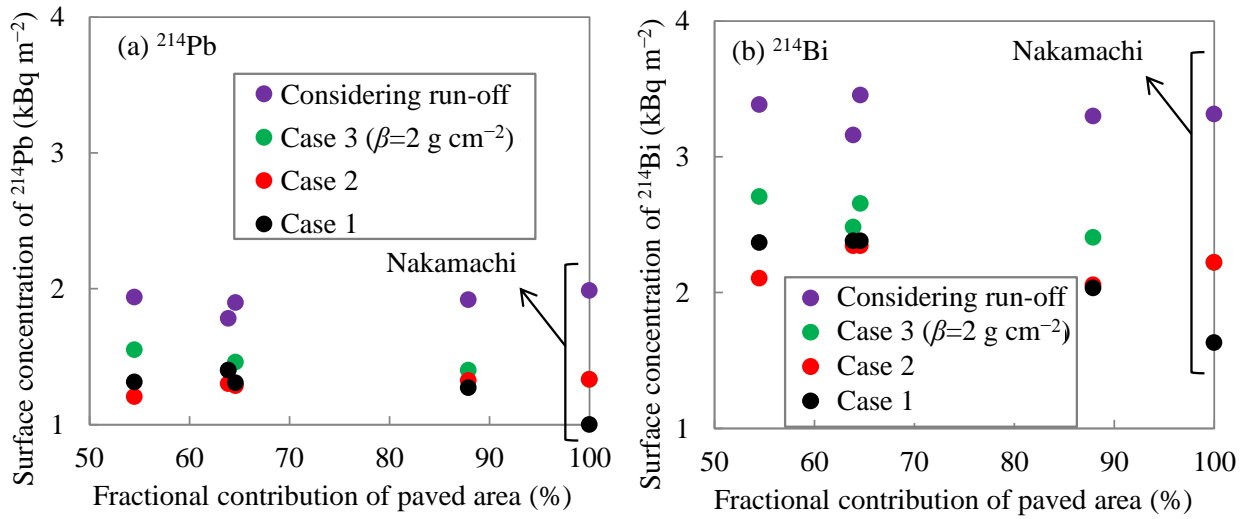 (a) ²¹⁴Pb
Considering run-off
Case 3 (β=2 g cm⁻²)
Case 2
Case 1
Nakamachi
4
3
2
1
50 60 70 80 90 100
Fractional contribution of paved area (%)
Surface concentration of ²¹⁴Pb (kBq m⁻²)
(b) ²¹⁴Bi
Nakamachi
Considering run-off
Case 3 (β=2 g cm⁻²)
Case 2
Case 1
4
3
2
1
50 60 70 80 90 100
Fractional contribution of paved area (%)
Surface concentration of ²¹⁴Bi (kBq m⁻²)